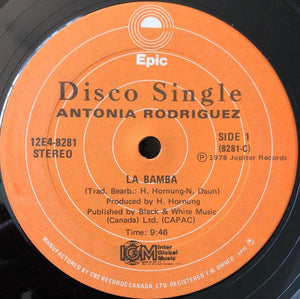 Epic
Disco Single
ANTONIA RODRIGUEZ
12E4-8281
STEREO
SIDE 1
(8281-C)
℗ 1978 Jupiter Records
LA BAMBA
(Trad. Bearb.: H. Hornung-N. Daun)
Produced by H. Hornung
Published by Black & White Music
(Canada) Ltd. (CAPAC)
Time: 9:46
IGM Inter
Global
Music
MANUFACTURED BY CBS RECORDS CANADA LTD. REGISTERED T.M. OWNER - EPIC